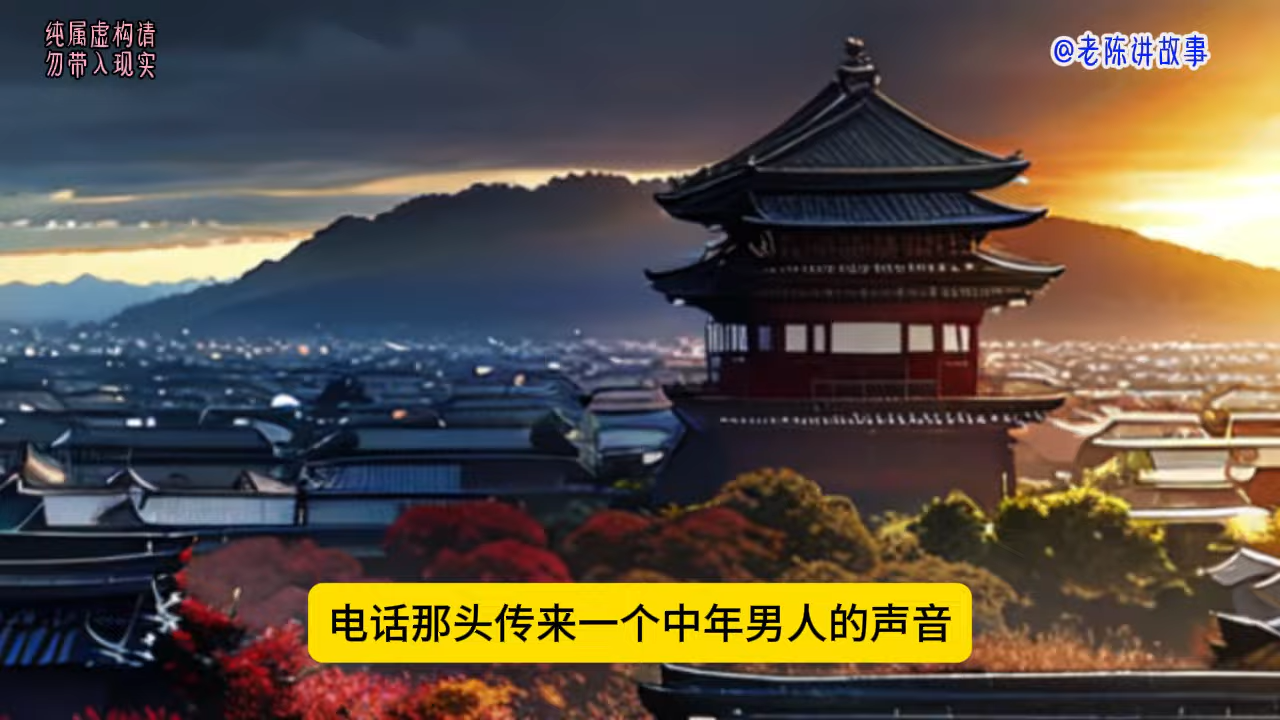 纯属虚构请
勿带入现实
@老陈讲故事
电话那头传来一个中年男人的声音